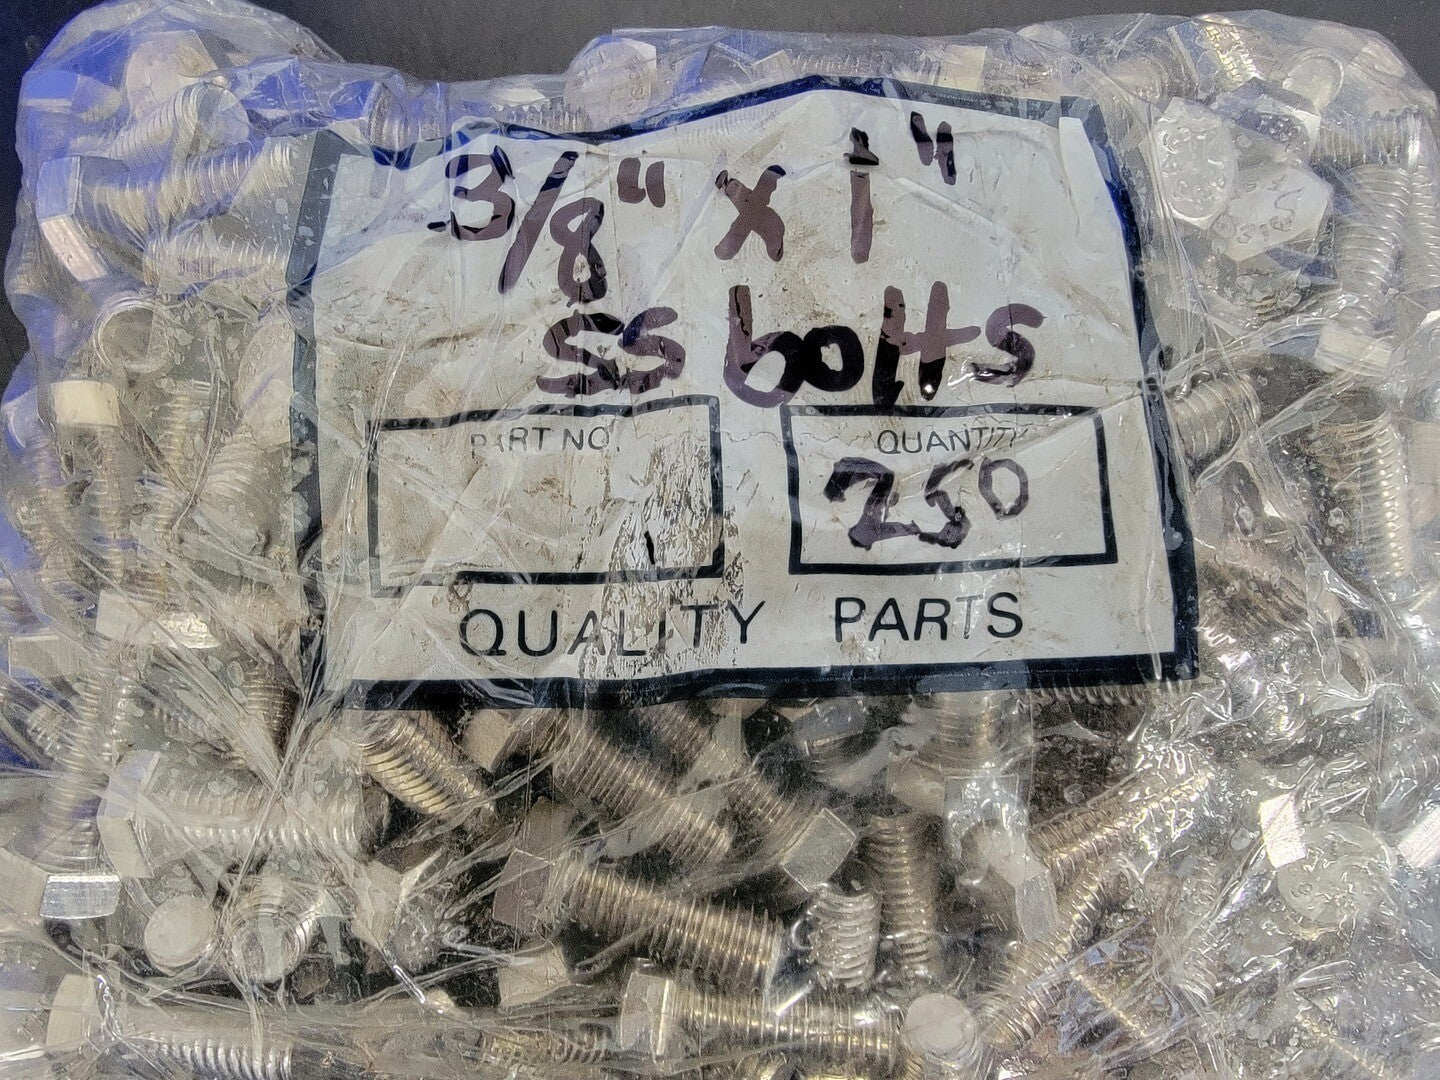 3/8" x 1"
SS bolts
PART NO.
QUANTITY
250
QUALITY PARTS